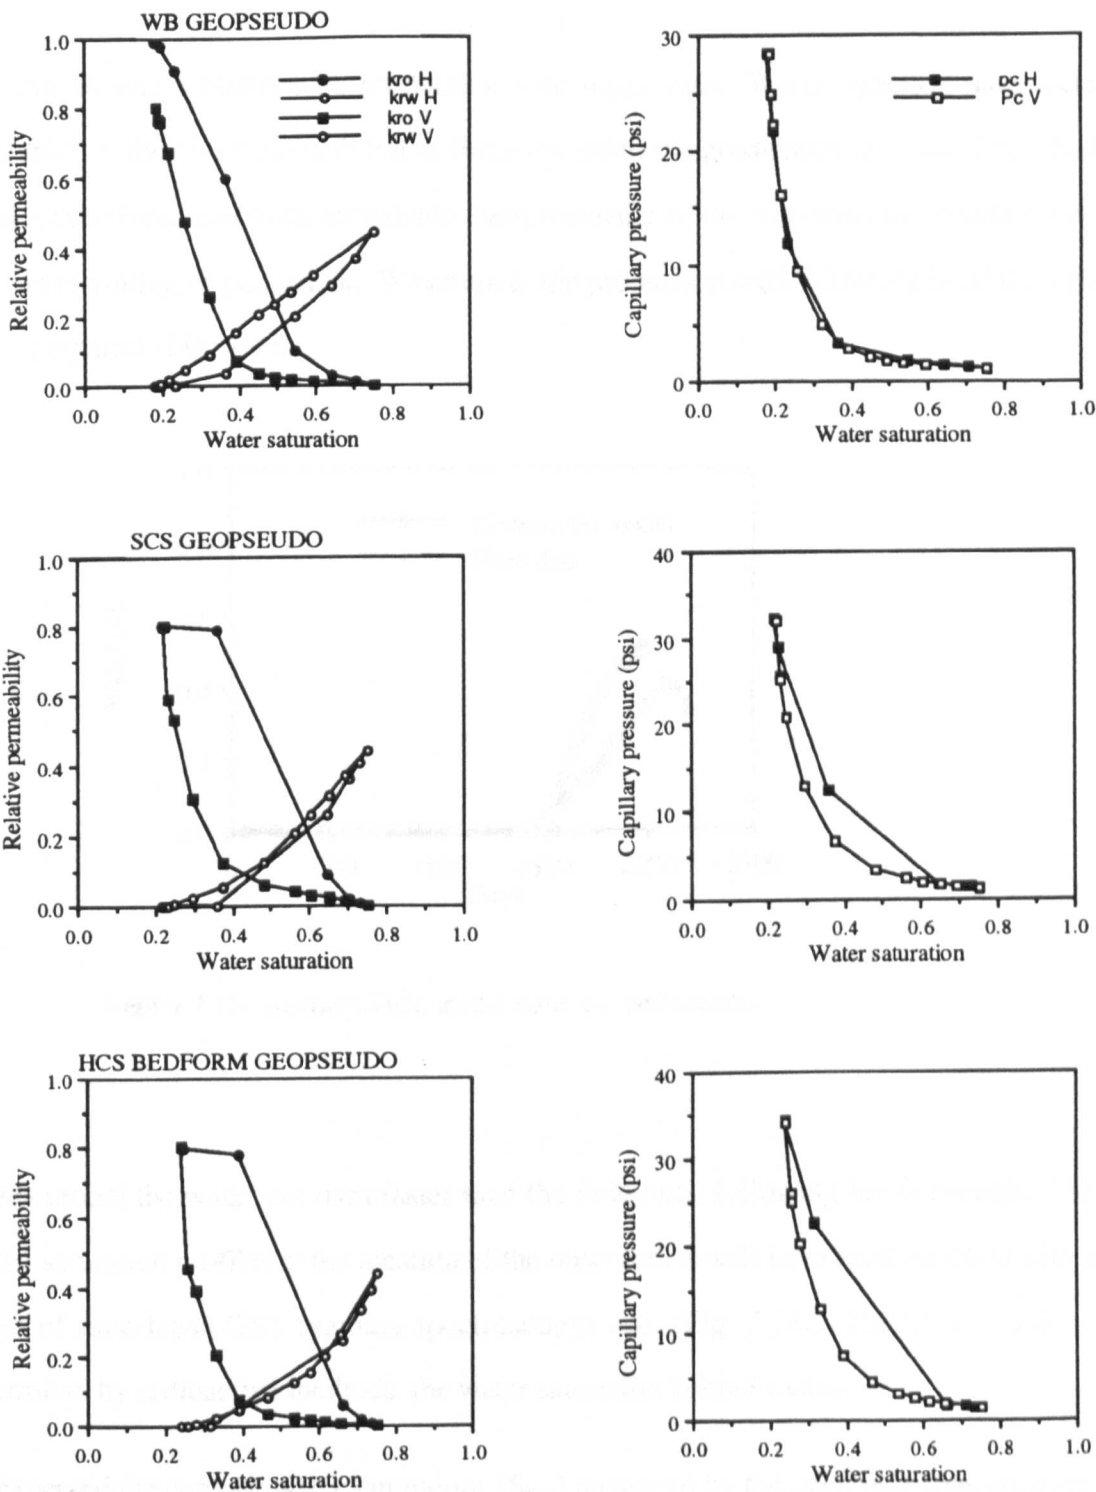 WB GEOPSEUDO
1.0
0.8
0.6
0.4
0.2
0.0
Relative permeability
kro H
krw H
kro V
krw V
0.0 0.2 0.4 0.6 0.8 1.0
Water saturation
30
20
10
0
Capillary pressure (psi)
pc H
Pc V
0.0 0.2 0.4 0.6 0.8 1.0
Water saturation
SCS GEOPSEUDO
1.0
0.8
0.6
0.4
0.2
0.0
Relative permeability
0.0 0.2 0.4 0.6 0.8 1.0
Water saturation
40
30
20
10
0
Capillary pressure (psi)
0.0 0.2 0.4 0.6 0.8 1.0
Water saturation
HCS BEDFORM GEOPSEUDO
1.0
0.8
0.6
0.4
0.2
0.0
Relative permeability
0.0 0.2 0.4 0.6 0.8 1.0
Water saturation
40
30
20
10
0
Capillary pressure (psi)
0.0 0.2 0.4 0.6 0.8 1.0
Water saturation